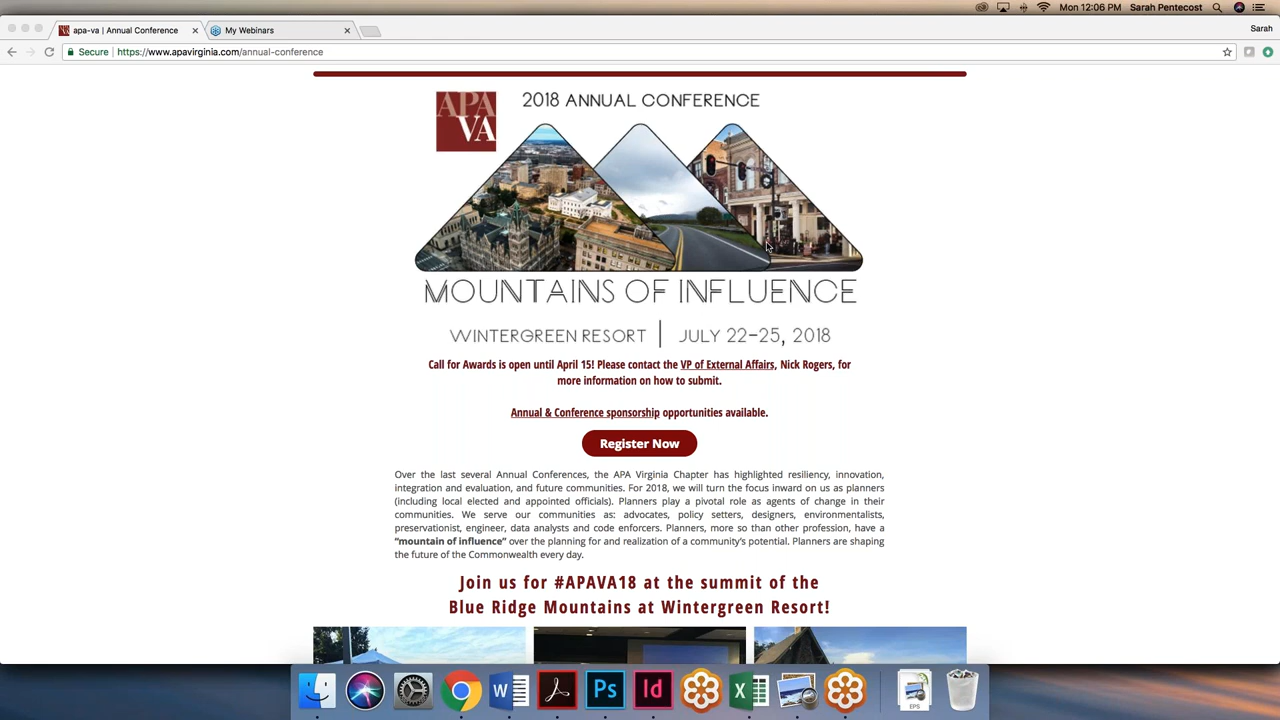 Mon 12:06 PM Sarah Pentecost
apa-va | Annual Conference
My Webinars
Sarah
Secure https://www.apavirginia.com/annual-conference
APA
VA
2018 ANNUAL CONFERENCE
MOUNTAINS OF INFLUENCE
WINTERGREEN RESORT | JULY 22-25, 2018
Call for Awards is open until April 15! Please contact the VP of External Affairs, Nick Rogers, for
more information on how to submit.
Annual & Conference sponsorship opportunities available.
Register Now
Over the last several Annual Conferences, the APA Virginia Chapter has highlighted resiliency, innovation,
integration and evaluation, and future communities. For 2018, we will turn the focus inward on us as planners
(including local elected and appointed officials). Planners play a pivotal role as agents of change in their
communities. We serve our communities as: advocates, policy setters, designers, environmentalists,
preservationist, engineer, data analysts and code enforcers. Planners, more so than other profession, have a
“mountain of influence” over the planning for and realization of a community’s potential. Planners are shaping
the future of the Commonwealth every day.
Join us for #APAVA18 at the summit of the
Blue Ridge Mountains at Wintergreen Resort!
W
Ps
Id
X
EPS